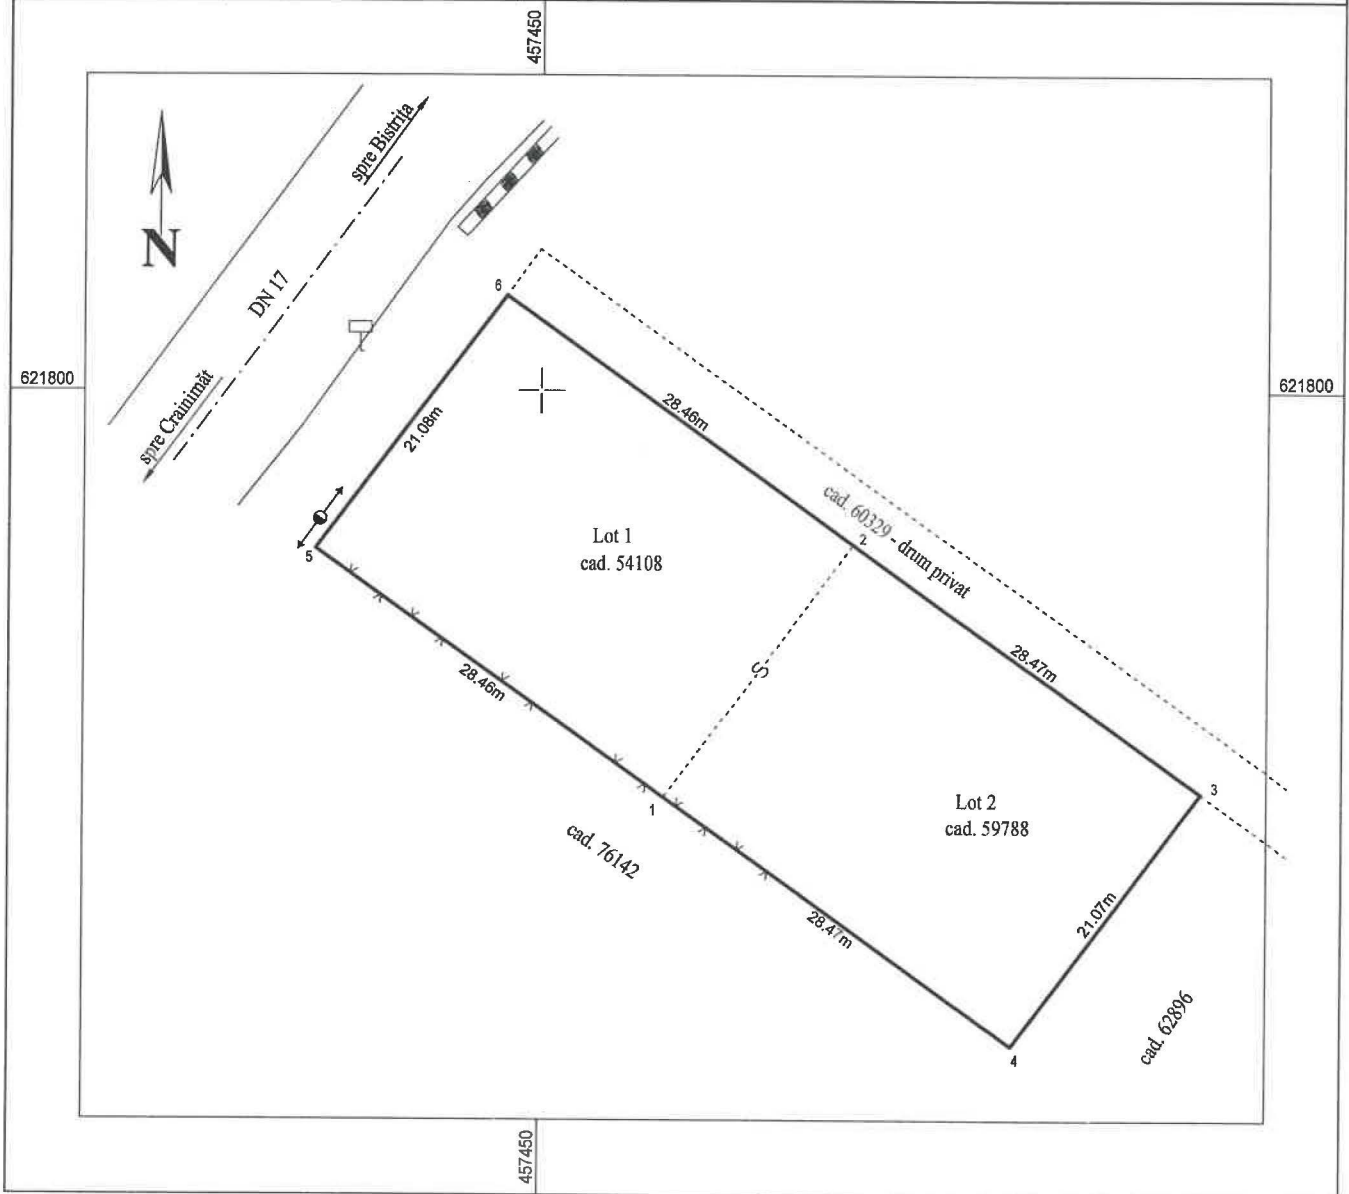 457450
spre Bistrița
N
DN 17
6
621800
621800
spre Crainimăt
28.46m
21.08m
cad. 60329 - drum privat
2
Lot 1
cad. 54108
5
28.46m
S
28.47m
3
1
Lot 2
cad. 59788
cad. 76142
28.47m
21.07m
cad. 62896
4
457450